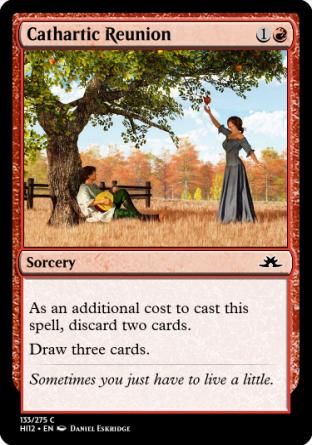 Cathartic Reunion 1
Sorcery
As an additional cost to cast this
spell, discard two cards.
Draw three cards.
Sometimes you just have to live a little.
133/275 C
HI12 • EN Daniel Eskridge